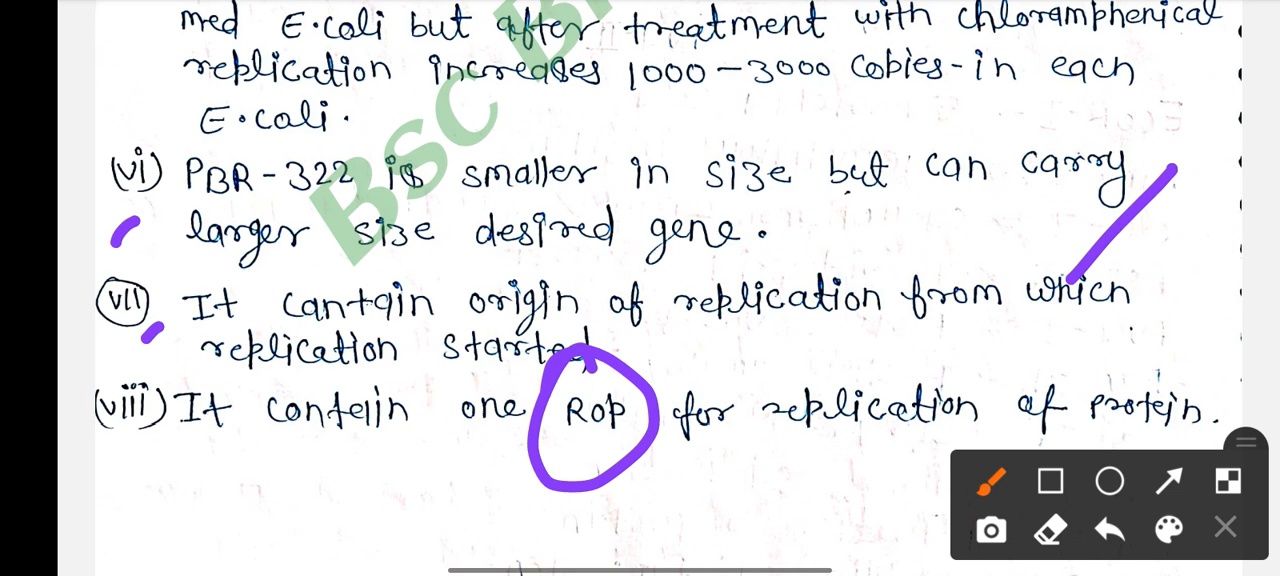 med E.coli but after treatment with chloramphenical
replication increases 1000-3000 cobies-in each
E.coli.
(vi) PBR-322 is smaller in size but can carry
larger size desired gene.
(VII) It cantain origin of replication from which
replication started
(viii) It contein one Rop for replication of protein.
BSC